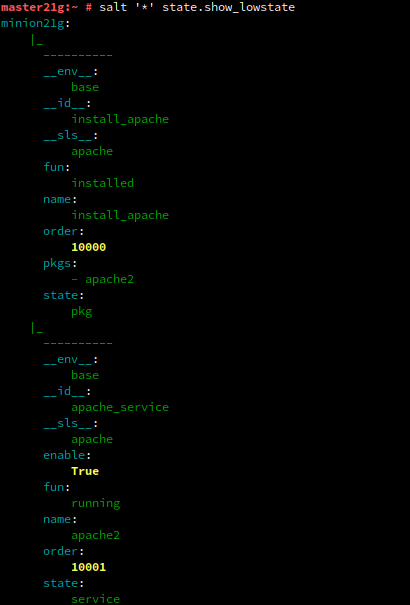 master21g:~ # salt '*' state.show_lowstate
minion21g:
    |_
      ----------
      __env__:
          base
      __id__:
          install_apache
      __sls__:
          apache
      fun:
          installed
      name:
          install_apache
      order:
          10000
      pkgs:
          - apache2
      state:
          pkg
    |_
      ----------
      __env__:
          base
      __id__:
          apache_service
      __sls__:
          apache
      enable:
          True
      fun:
          running
      name:
          apache2
      order:
          10001
      state:
          service